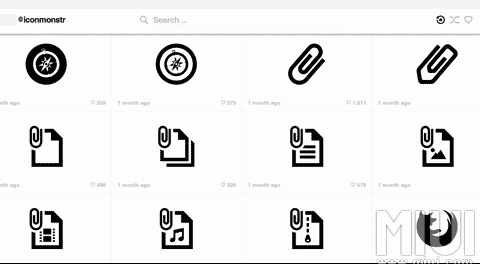 @iconmonstr
Search ...
month ago 259
1 month ago 279
1 month ago 1,011
1 month ago
month ago 498
1 month ago 326
1 month ago 579
1 month ago
MIUI
www.miui.com